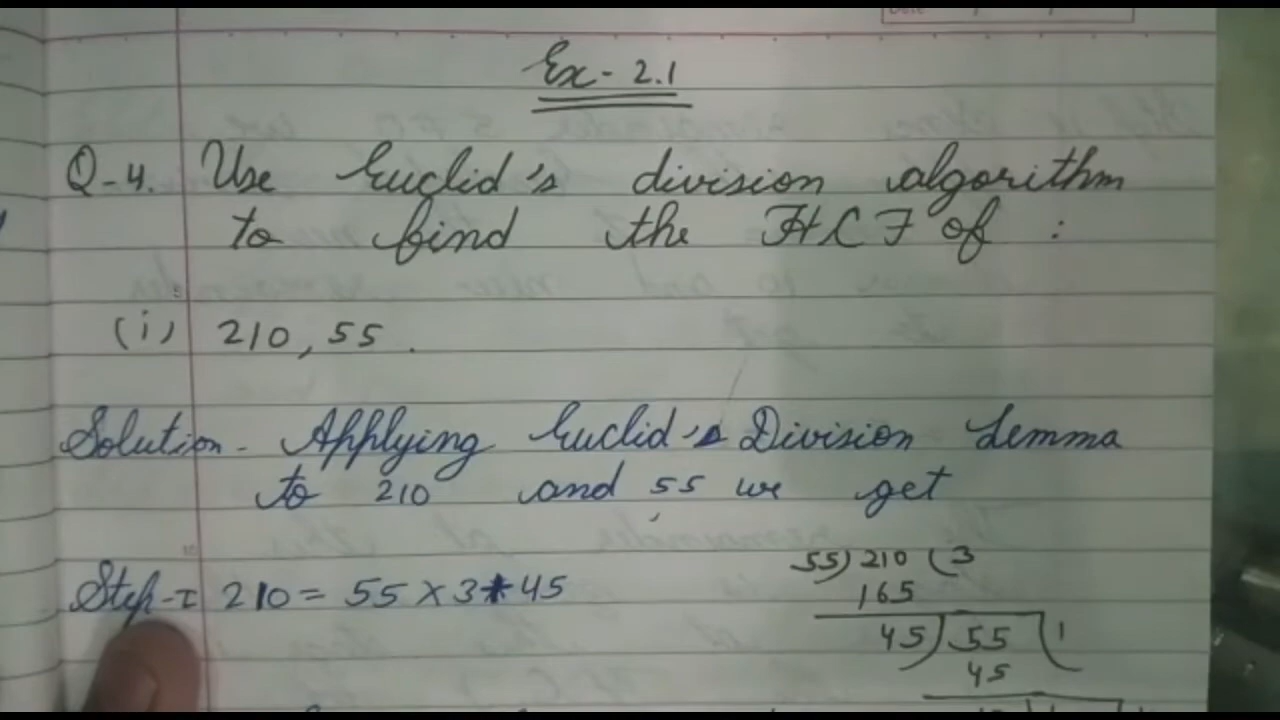 Ex- 2.1
Q-4. Use Euclid's division algorithm
to find the HCF of :
(i) 210, 55.
Solution- Applying Euclid's Division Lemma
to 210 and 55 we get
55) 210 (3
Step-I 210 = 55 × 3 + 45
165
45) 55 (1
45